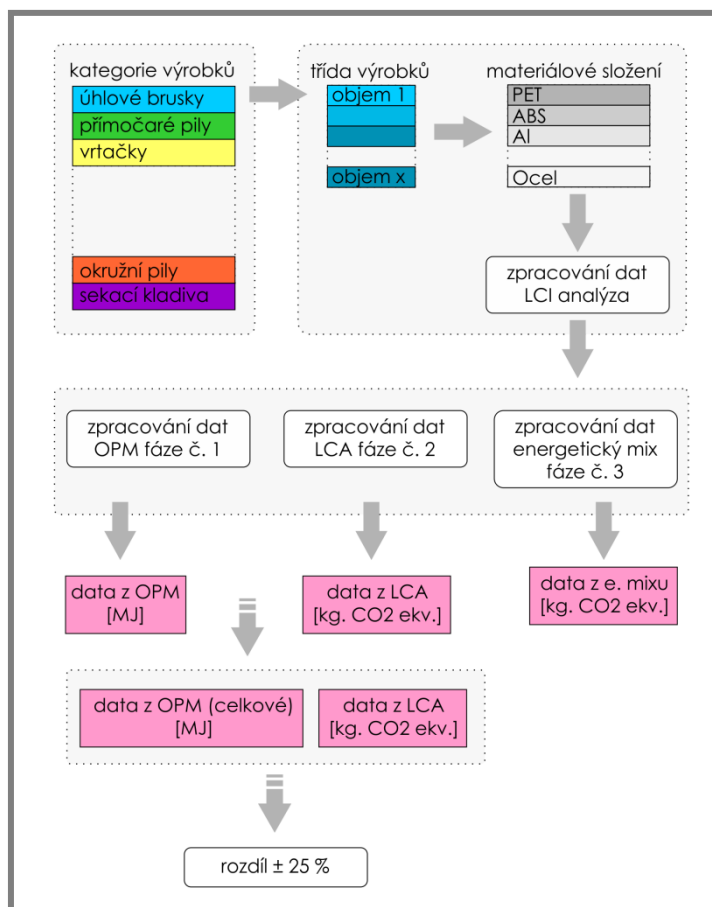 kategorie výrobků
úhlové brusky
přímočaré pily
vrtačky
okružní pily
sekací kladiva
třída výrobků
objem 1
objem x
materiálové složení
PET
ABS
Al
Ocel
zpracování dat
LCI analýza
zpracování dat
OPM fáze č. 1
zpracování dat
LCA fáze č. 2
zpracování dat
energetický mix
fáze č. 3
data z OPM
[MJ]
data z LCA
[kg. CO2 ekv.]
data z e. mixu
[kg. CO2 ekv.]
data z OPM (celkové)
[MJ]
data z LCA
[kg. CO2 ekv.]
rozdíl ± 25 %